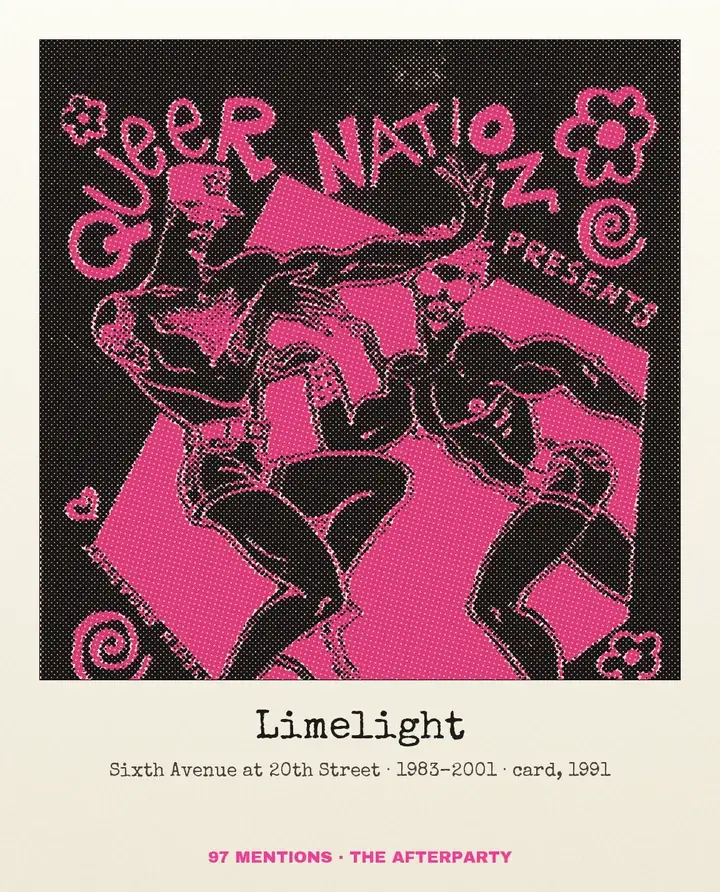 QUEER NATION
PRESENTS
Limelight
Sixth Avenue at 20th Street · 1983–2001 · card, 1991
97 MENTIONS · THE AFTERPARTY